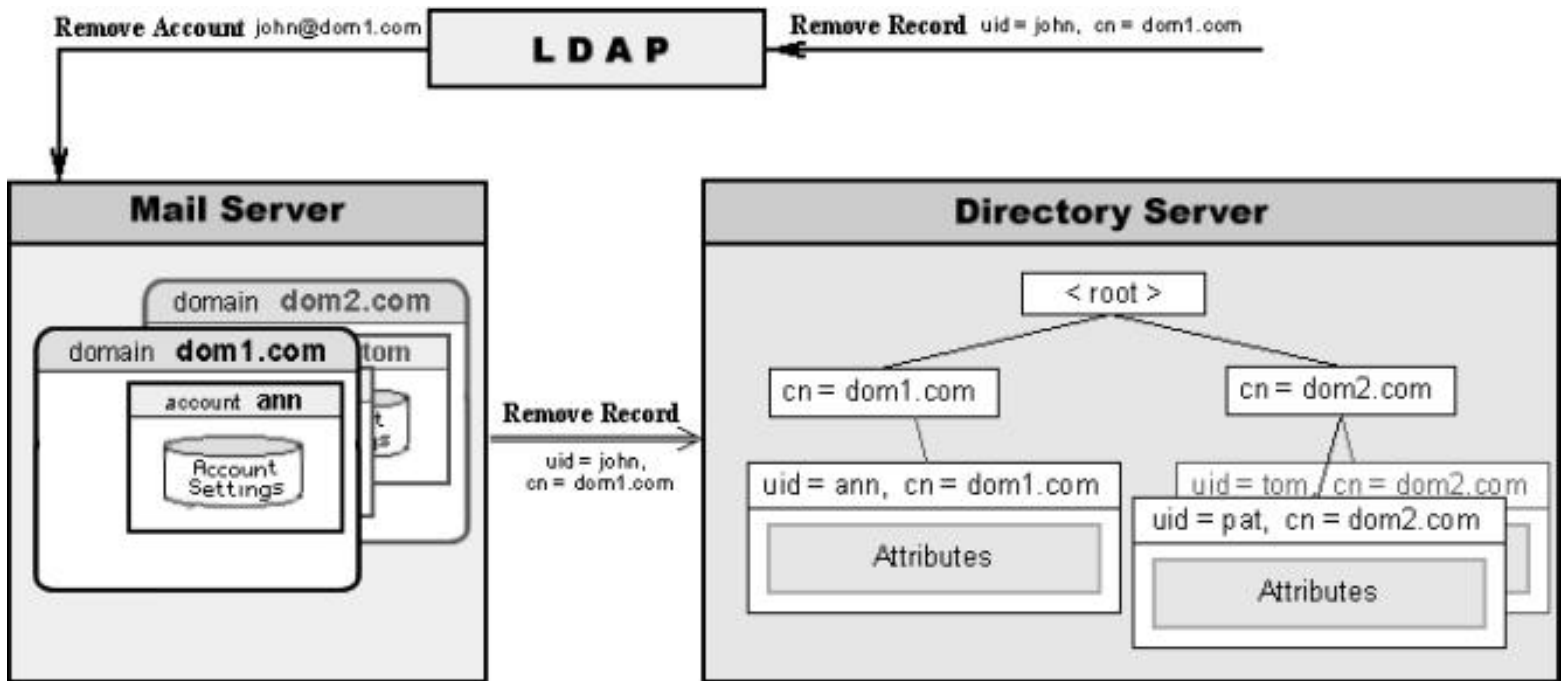 Remove Account john@dom1.com
LDAP
Remove Record uid = john, cn = dom1.com
Mail Server
domain dom2.com
tom
domain dom1.com
account ann
Account
Settings
Remove Record
uid = john,
cn = dom1.com
Directory Server
< root >
cn = dom1.com
cn = dom2.com
uid = ann, cn = dom1.com
Attributes
uid = tom, cn = dom2.com
uid = pat, cn = dom2.com
Attributes